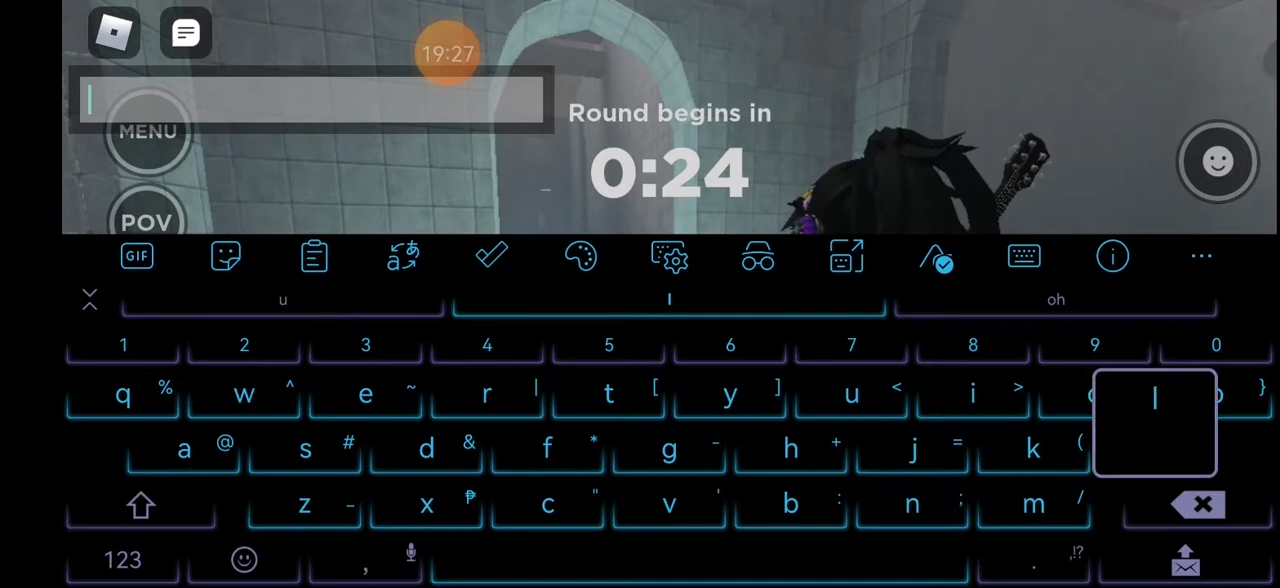 19:27
MENU
Round begins in
0:24
POV
GIF
u l oh
1 2 3 4 5 6 7 8 9 0
q % w ^ e ~ r | t [ y ] u < i > }
l
a @ s # d & f * g - h + j = k (
z _ x ₱ c " v ' b : n ; m /
123 , . ,!?